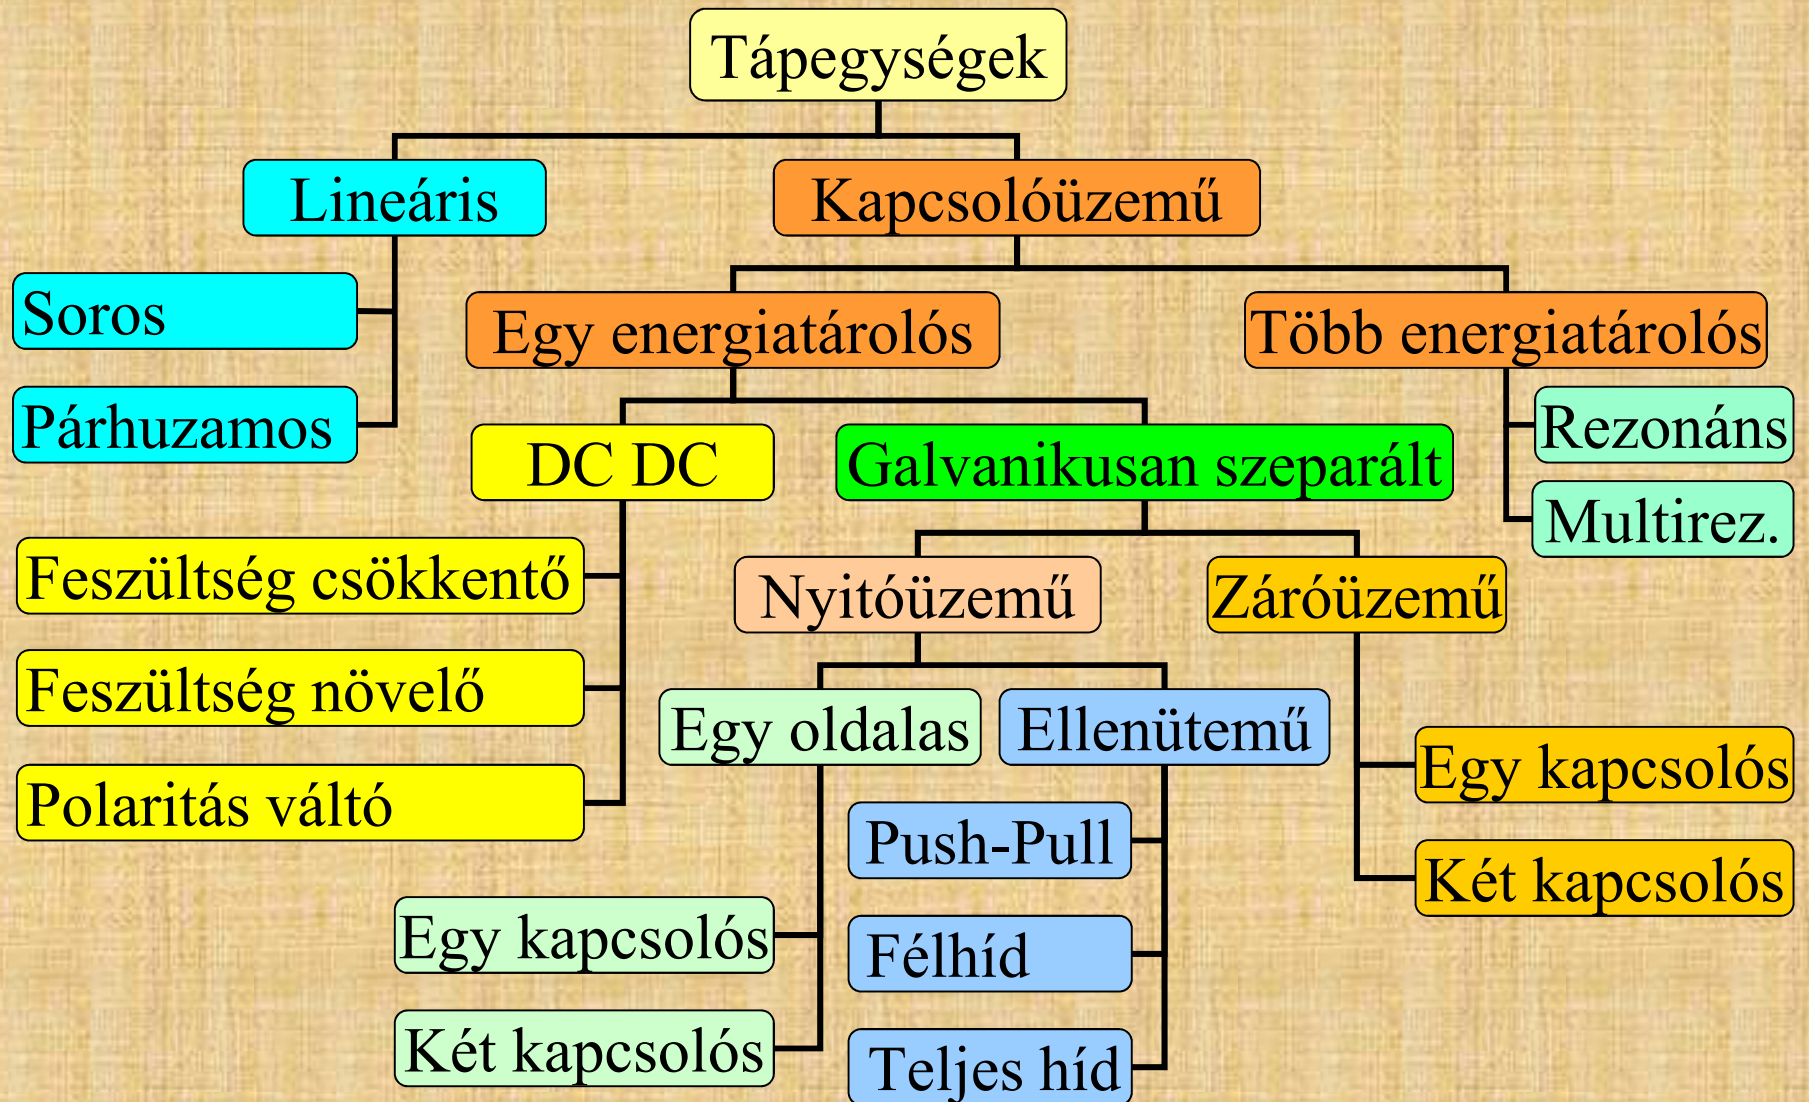 Tápegységek
Lineáris
Kapcsolóüzemű
Soros
Egy energiatárolós
Több energiatárolós
Párhuzamos
Rezonáns
DC DC
Galvanikusan szeparált
Multirez.
Feszültség csökkentő
Nyitóüzemű
Záróüzemű
Feszültség növelő
Egy oldalas
Ellenütemű
Egy kapcsolós
Polaritás váltó
Push-Pull
Két kapcsolós
Egy kapcsolós
Félhíd
Két kapcsolós
Teljes híd